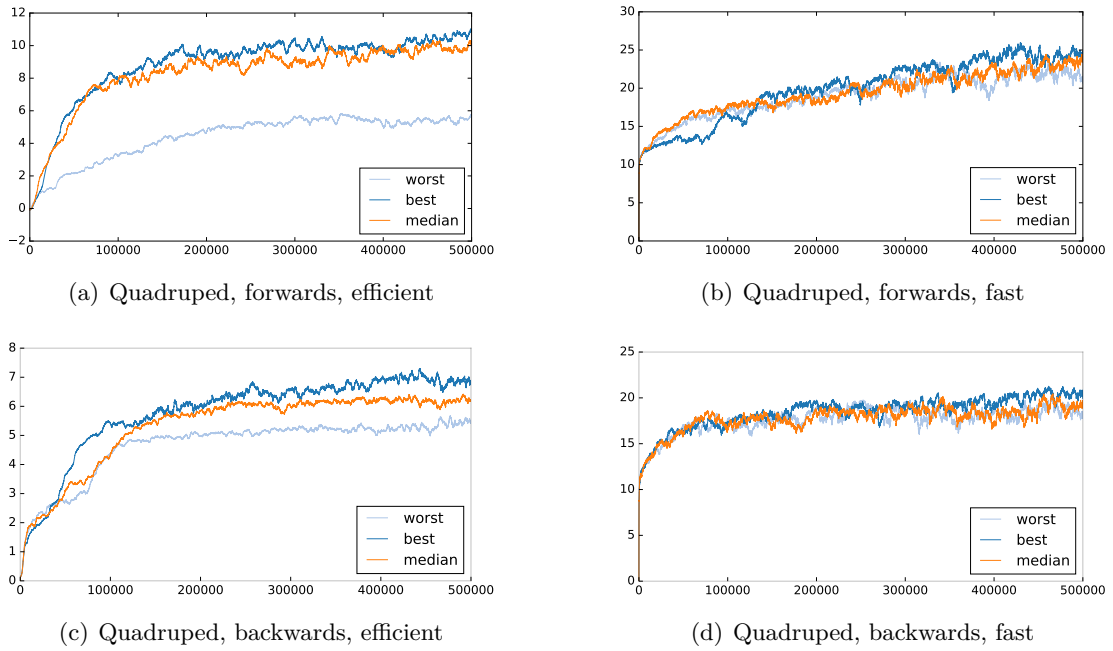 12
10
8
6
4
2
0
−2
0 100000 200000 300000 400000 500000
worst
best
median
(a) Quadruped, forwards, efficient
30
25
20
15
10
5
0
0 100000 200000 300000 400000 500000
worst
best
median
(b) Quadruped, forwards, fast
8
7
6
5
4
3
2
1
0
0 100000 200000 300000 400000 500000
worst
best
median
(c) Quadruped, backwards, efficient
25
20
15
10
5
0
0 100000 200000 300000 400000 500000
worst
best
median
(d) Quadruped, backwards, fast